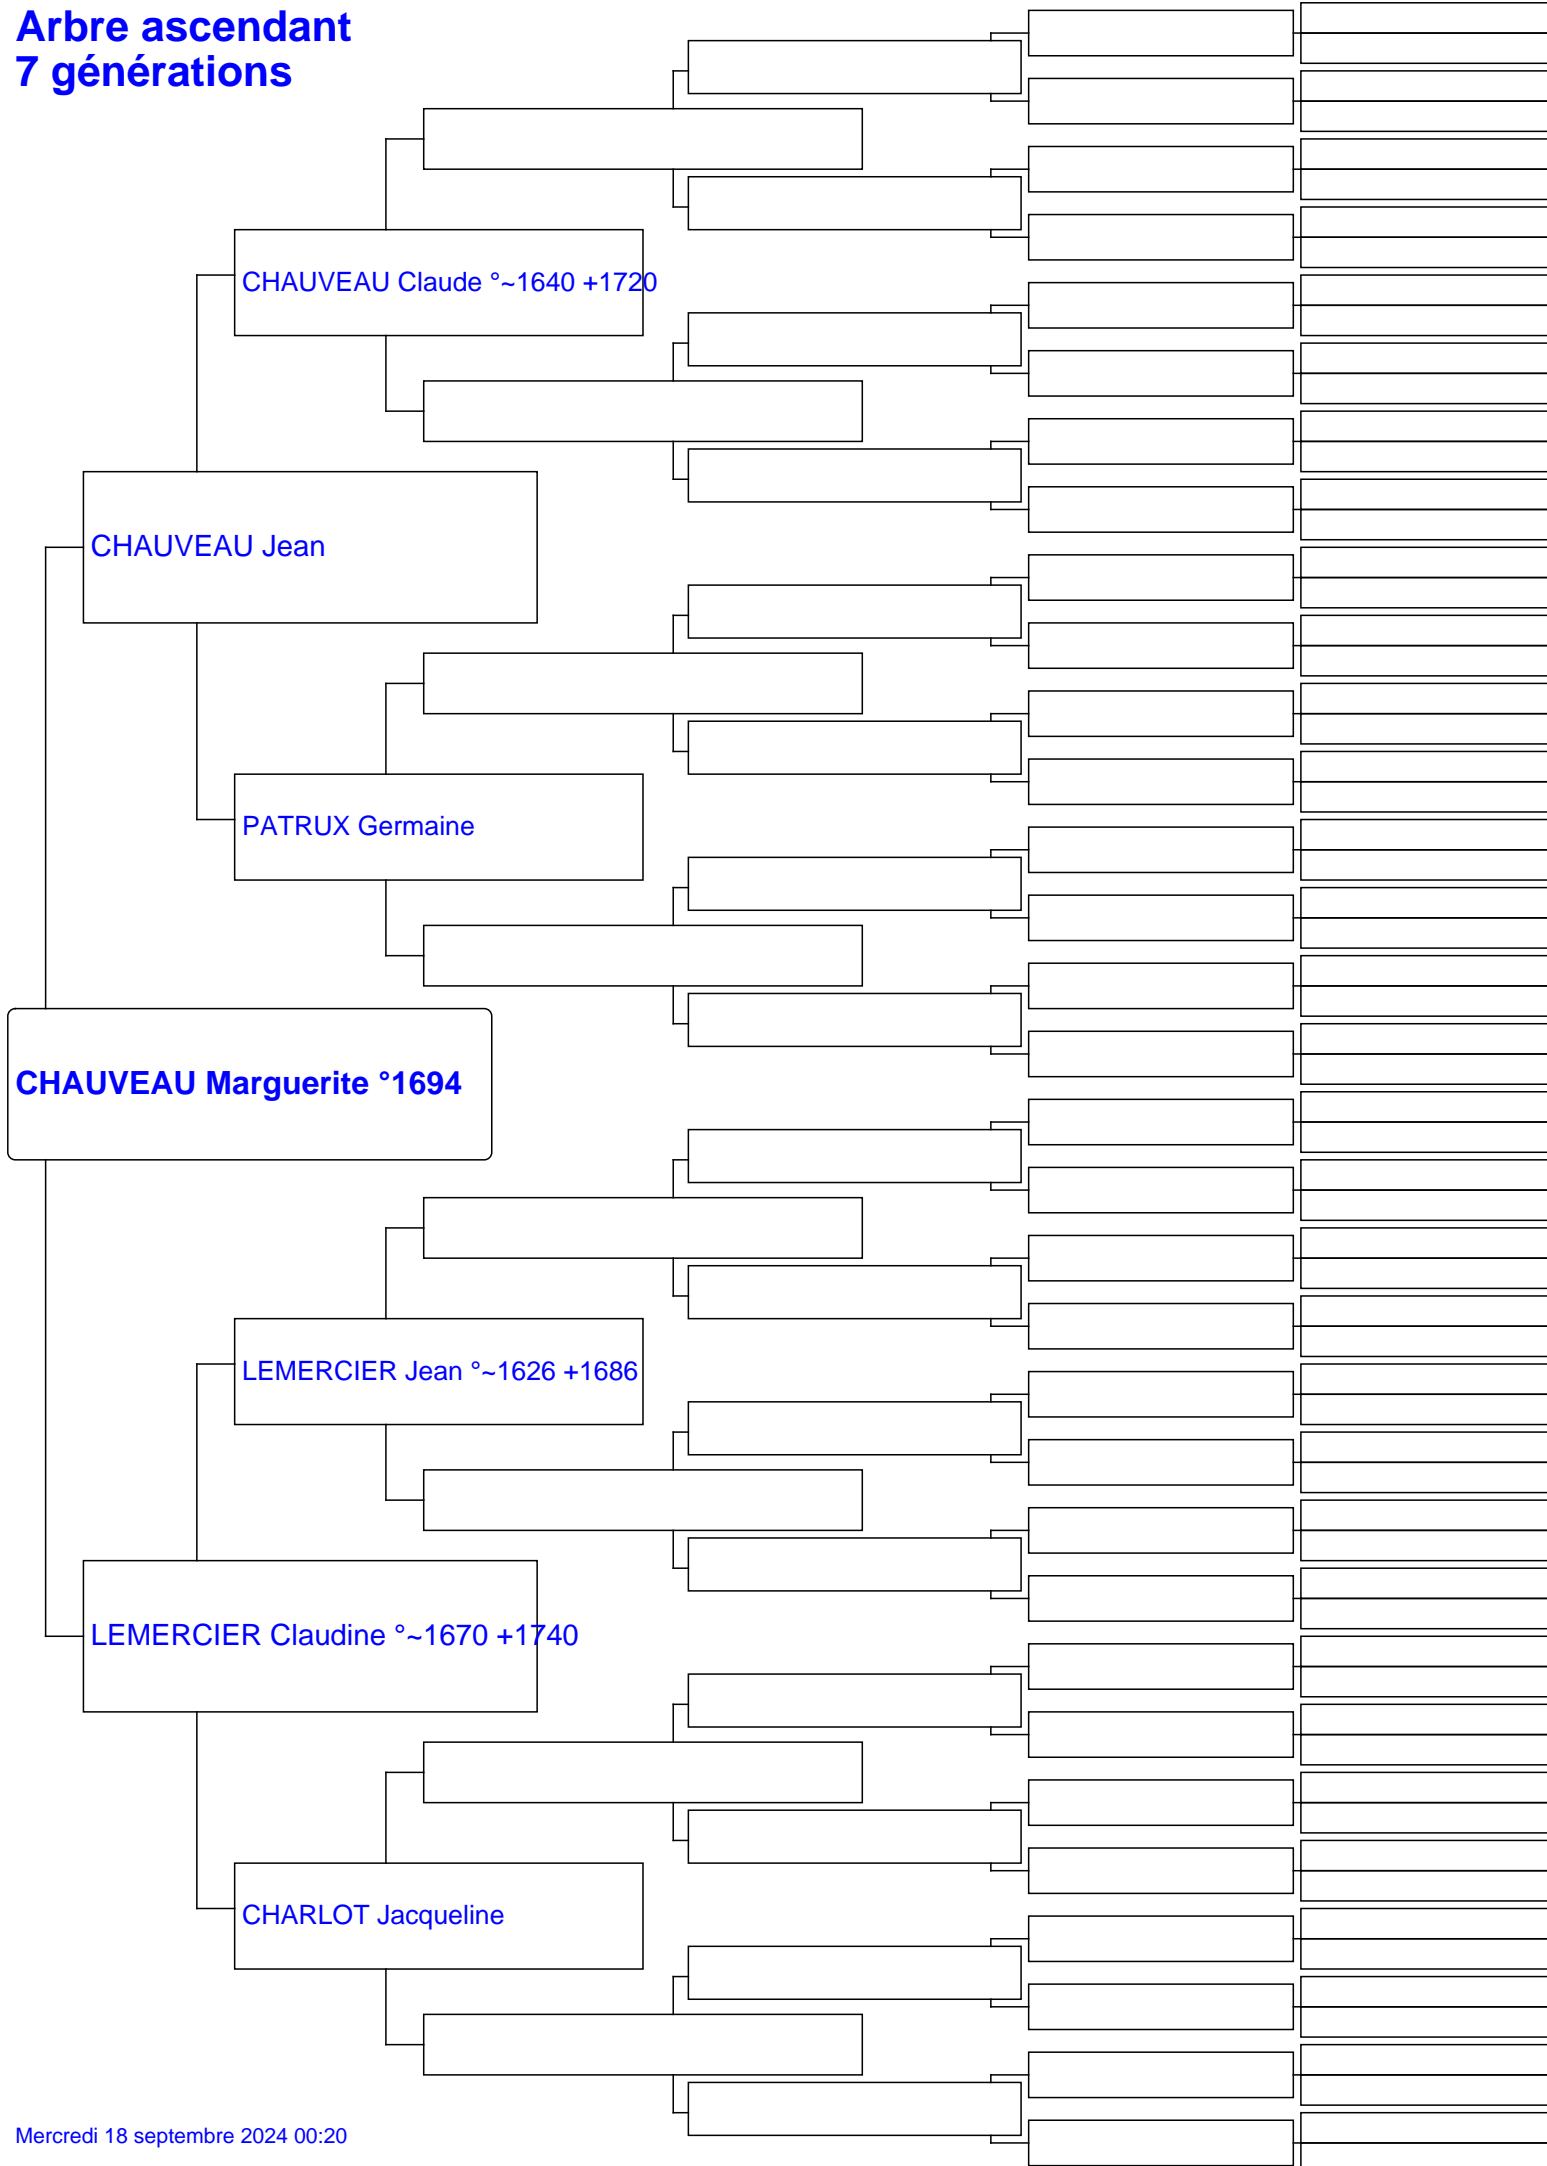 Arbre ascendant
7 générations
CHAUVEAU Claude °~1640 +1720
CHAUVEAU Jean
PATRUX Germaine
CHAUVEAU Marguerite °1694
LEMERCIER Jean °~1626 +1686
LEMERCIER Claudine °~1670 +1740
CHARLOT Jacqueline
Mercredi 18 septembre 2024 00:20